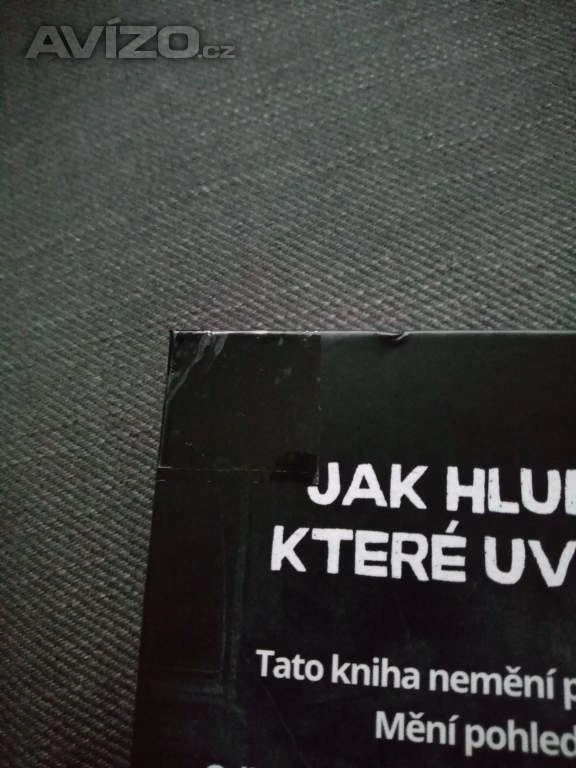 AVÍZO.cz
JAK HLU
KTERÉ UV
Tato kniha nemění p
Mění pohled